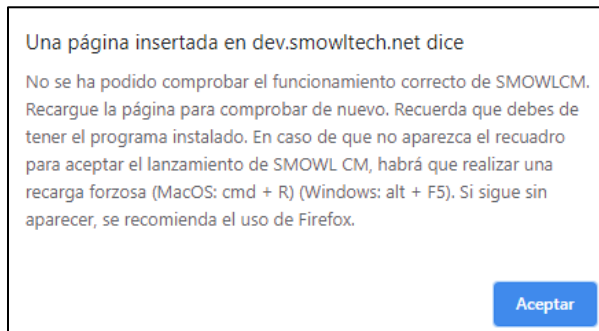 Una página insertada en dev.smowltech.net dice
No se ha podido comprobar el funcionamiento correcto de SMOWLCM.
Recargue la página para comprobar de nuevo. Recuerda que debes de
tener el programa instalado. En caso de que no aparezca el recuadro
para aceptar el lanzamiento de SMOWL CM, habrá que realizar una
recarga forzosa (MacOS: cmd + R) (Windows: alt + F5). Si sigue sin
aparecer, se recomienda el uso de Firefox.
Aceptar